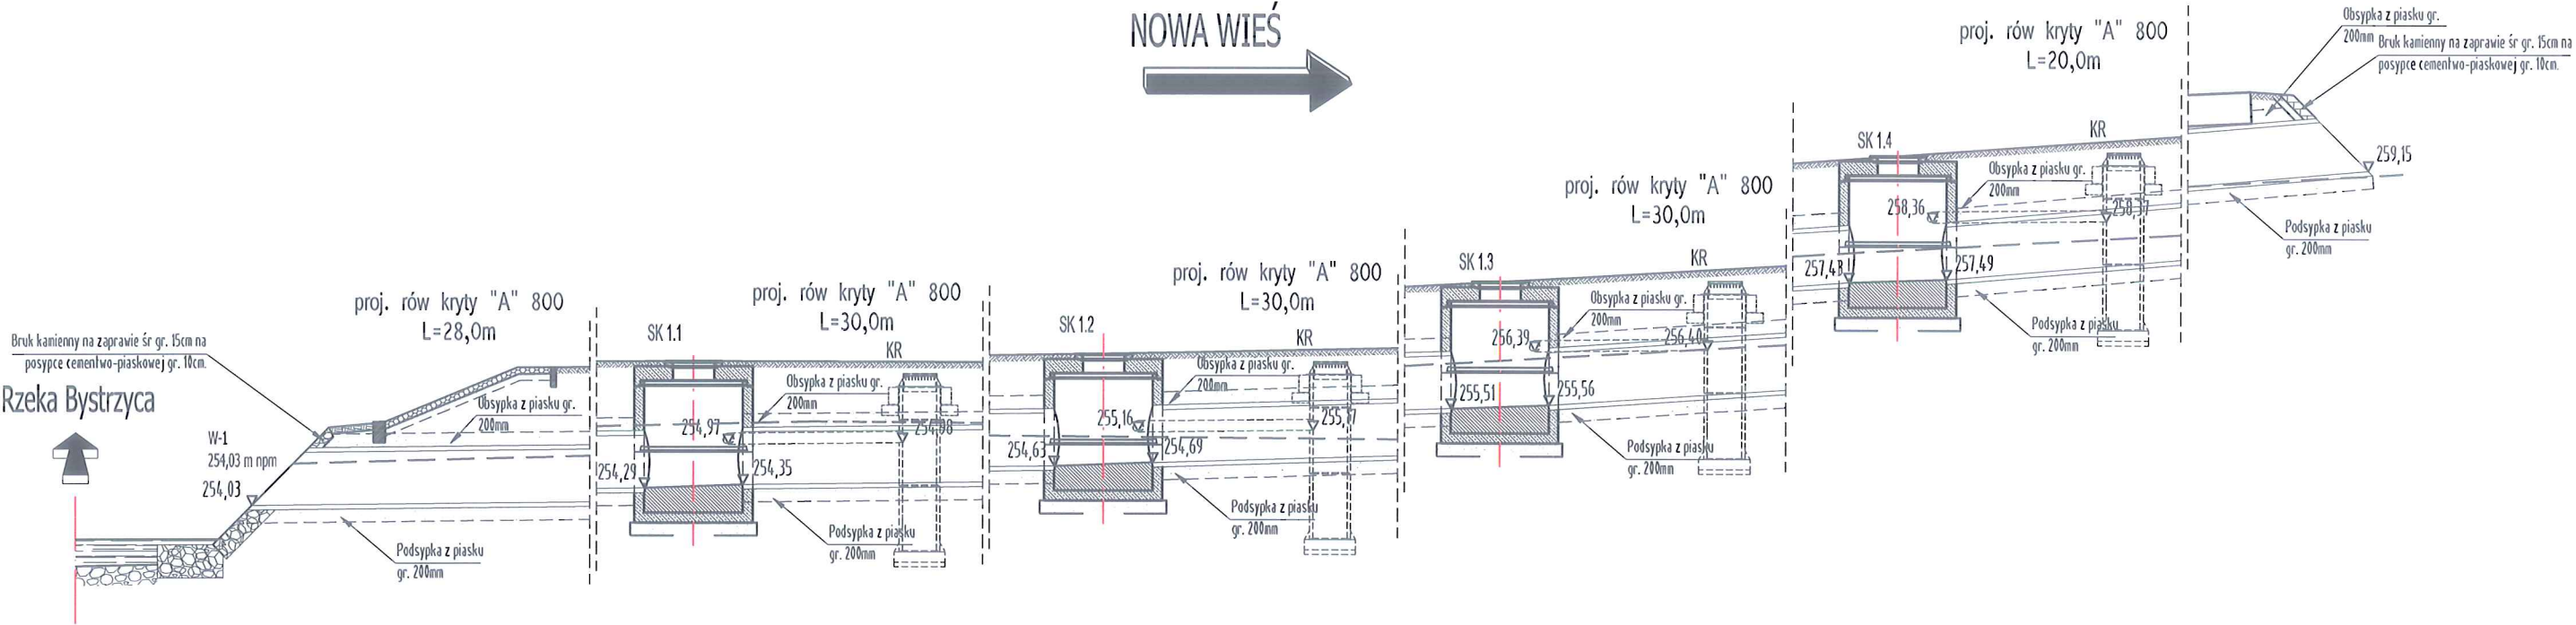 NOWA WIEŚ
Rzeka Bystrzyca
Bruk kamienny na zaprawie śr gr. 15cm na
posypce cementwo-piaskowej gr. 10cm.
W-1
254,03 m npm
254,03
proj. rów kryty "A" 800
L=28,0m
Obsypka z piasku gr.
200mm
Podsypka z piasku
gr. 200mm
SK 1.1
proj. rów kryty "A" 800
L=30,0m
KR
Obsypka z piasku gr.
200mm
254,97
254,29
254,35
Podsypka z piasku
gr. 200mm
SK 1.2
proj. rów kryty "A" 800
L=30,0m
KR
Obsypka z piasku gr.
200mm
255,16
254,63
254,69
Podsypka z piasku
gr. 200mm
SK 1.3
proj. rów kryty "A" 800
L=30,0m
KR
Obsypka z piasku gr.
200mm
256,39
256,40
255,51
255,56
Podsypka z piasku
gr. 200mm
SK 1.4
proj. rów kryty "A" 800
L=20,0m
KR
Obsypka z piasku gr.
200mm
258,36
257,49
Podsypka z piasku
gr. 200mm
Obsypka z piasku gr.
200mm
Bruk kamienny na zaprawie śr gr. 15cm na
posypce cementwo-piaskowej gr. 10cm.
259,15
Podsypka z piasku
gr. 200mm